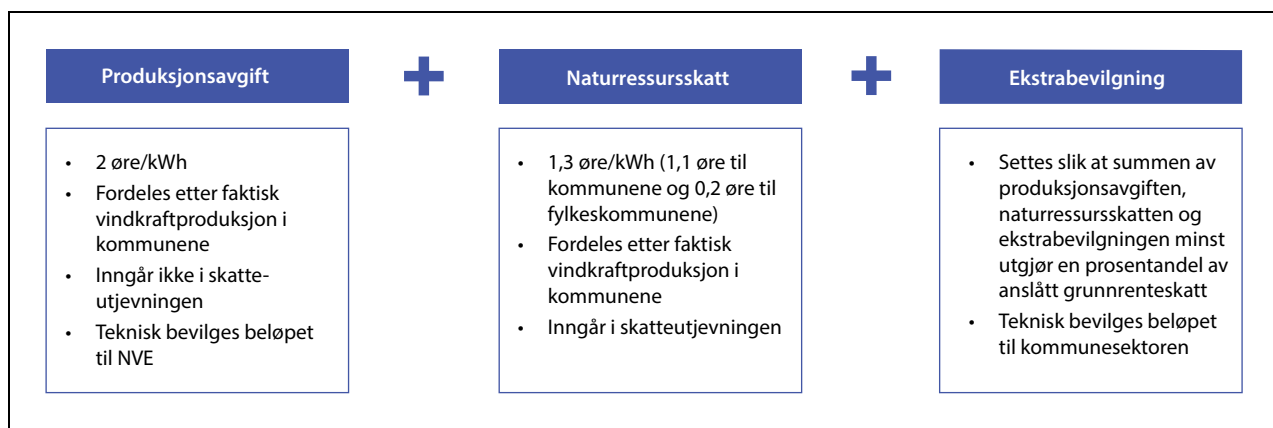 Produksjonsavgift
+
Naturressursskatt
+
Ekstrabevilgning
• 2 øre/kWh
• Fordeles etter faktisk
vindkraftproduksjon i
kommunene
• Inngår ikke i skatte-
utjevningen
• Teknisk bevilges beløpet
til NVE
• 1,3 øre/kWh (1,1 øre til
kommunene og 0,2 øre til
fylkeskommunene)
• Fordeles etter faktisk
vindkraftproduksjon i
kommunene
• Inngår i skatteutjevningen
• Settes slik at summen av
produksjonsavgiften,
naturressursskatten og
ekstrabevilgningen minst
utgjør en prosentandel av
anslått grunnrenteskatt
• Teknisk bevilges beløpet
til kommunesektoren